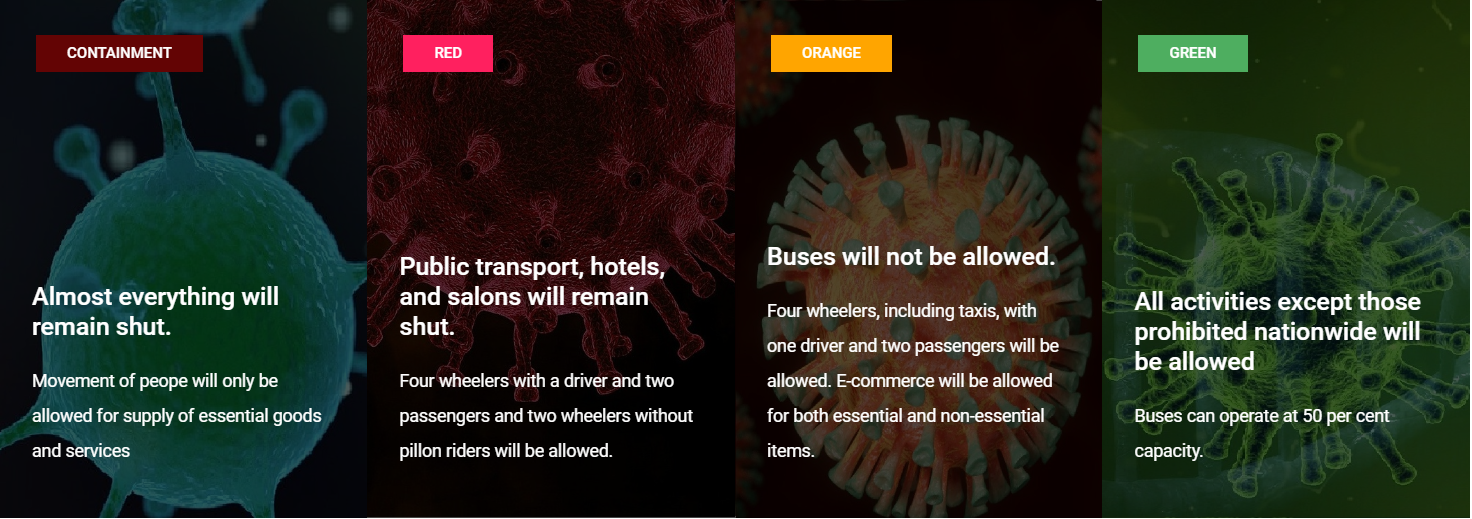 CONTAINMENT
Almost everything will
remain shut.
Movement of peope will only be
allowed for supply of essential goods
and services
RED
Public transport, hotels,
and salons will remain
shut.
Four wheelers with a driver and two
passengers and two wheelers without
pillon riders will be allowed.
ORANGE
Buses will not be allowed.
Four wheelers, including taxis, with
one driver and two passengers will be
allowed. E-commerce will be allowed
for both essential and non-essential
items.
GREEN
All activities except those
prohibited nationwide will
be allowed
Buses can operate at 50 per cent
capacity.